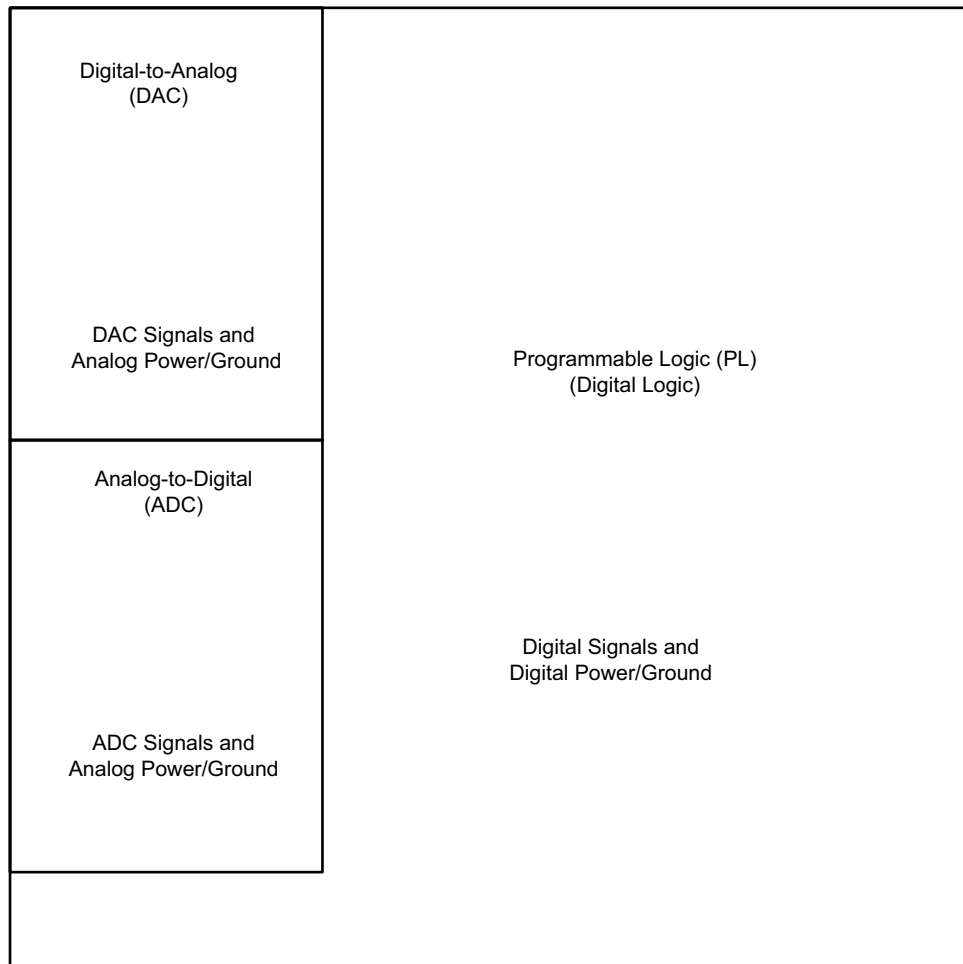 Digital-to-Analog
(DAC)
DAC Signals and
Analog Power/Ground
Analog-to-Digital
(ADC)
ADC Signals and
Analog Power/Ground
Programmable Logic (PL)
(Digital Logic)
Digital Signals and
Digital Power/Ground